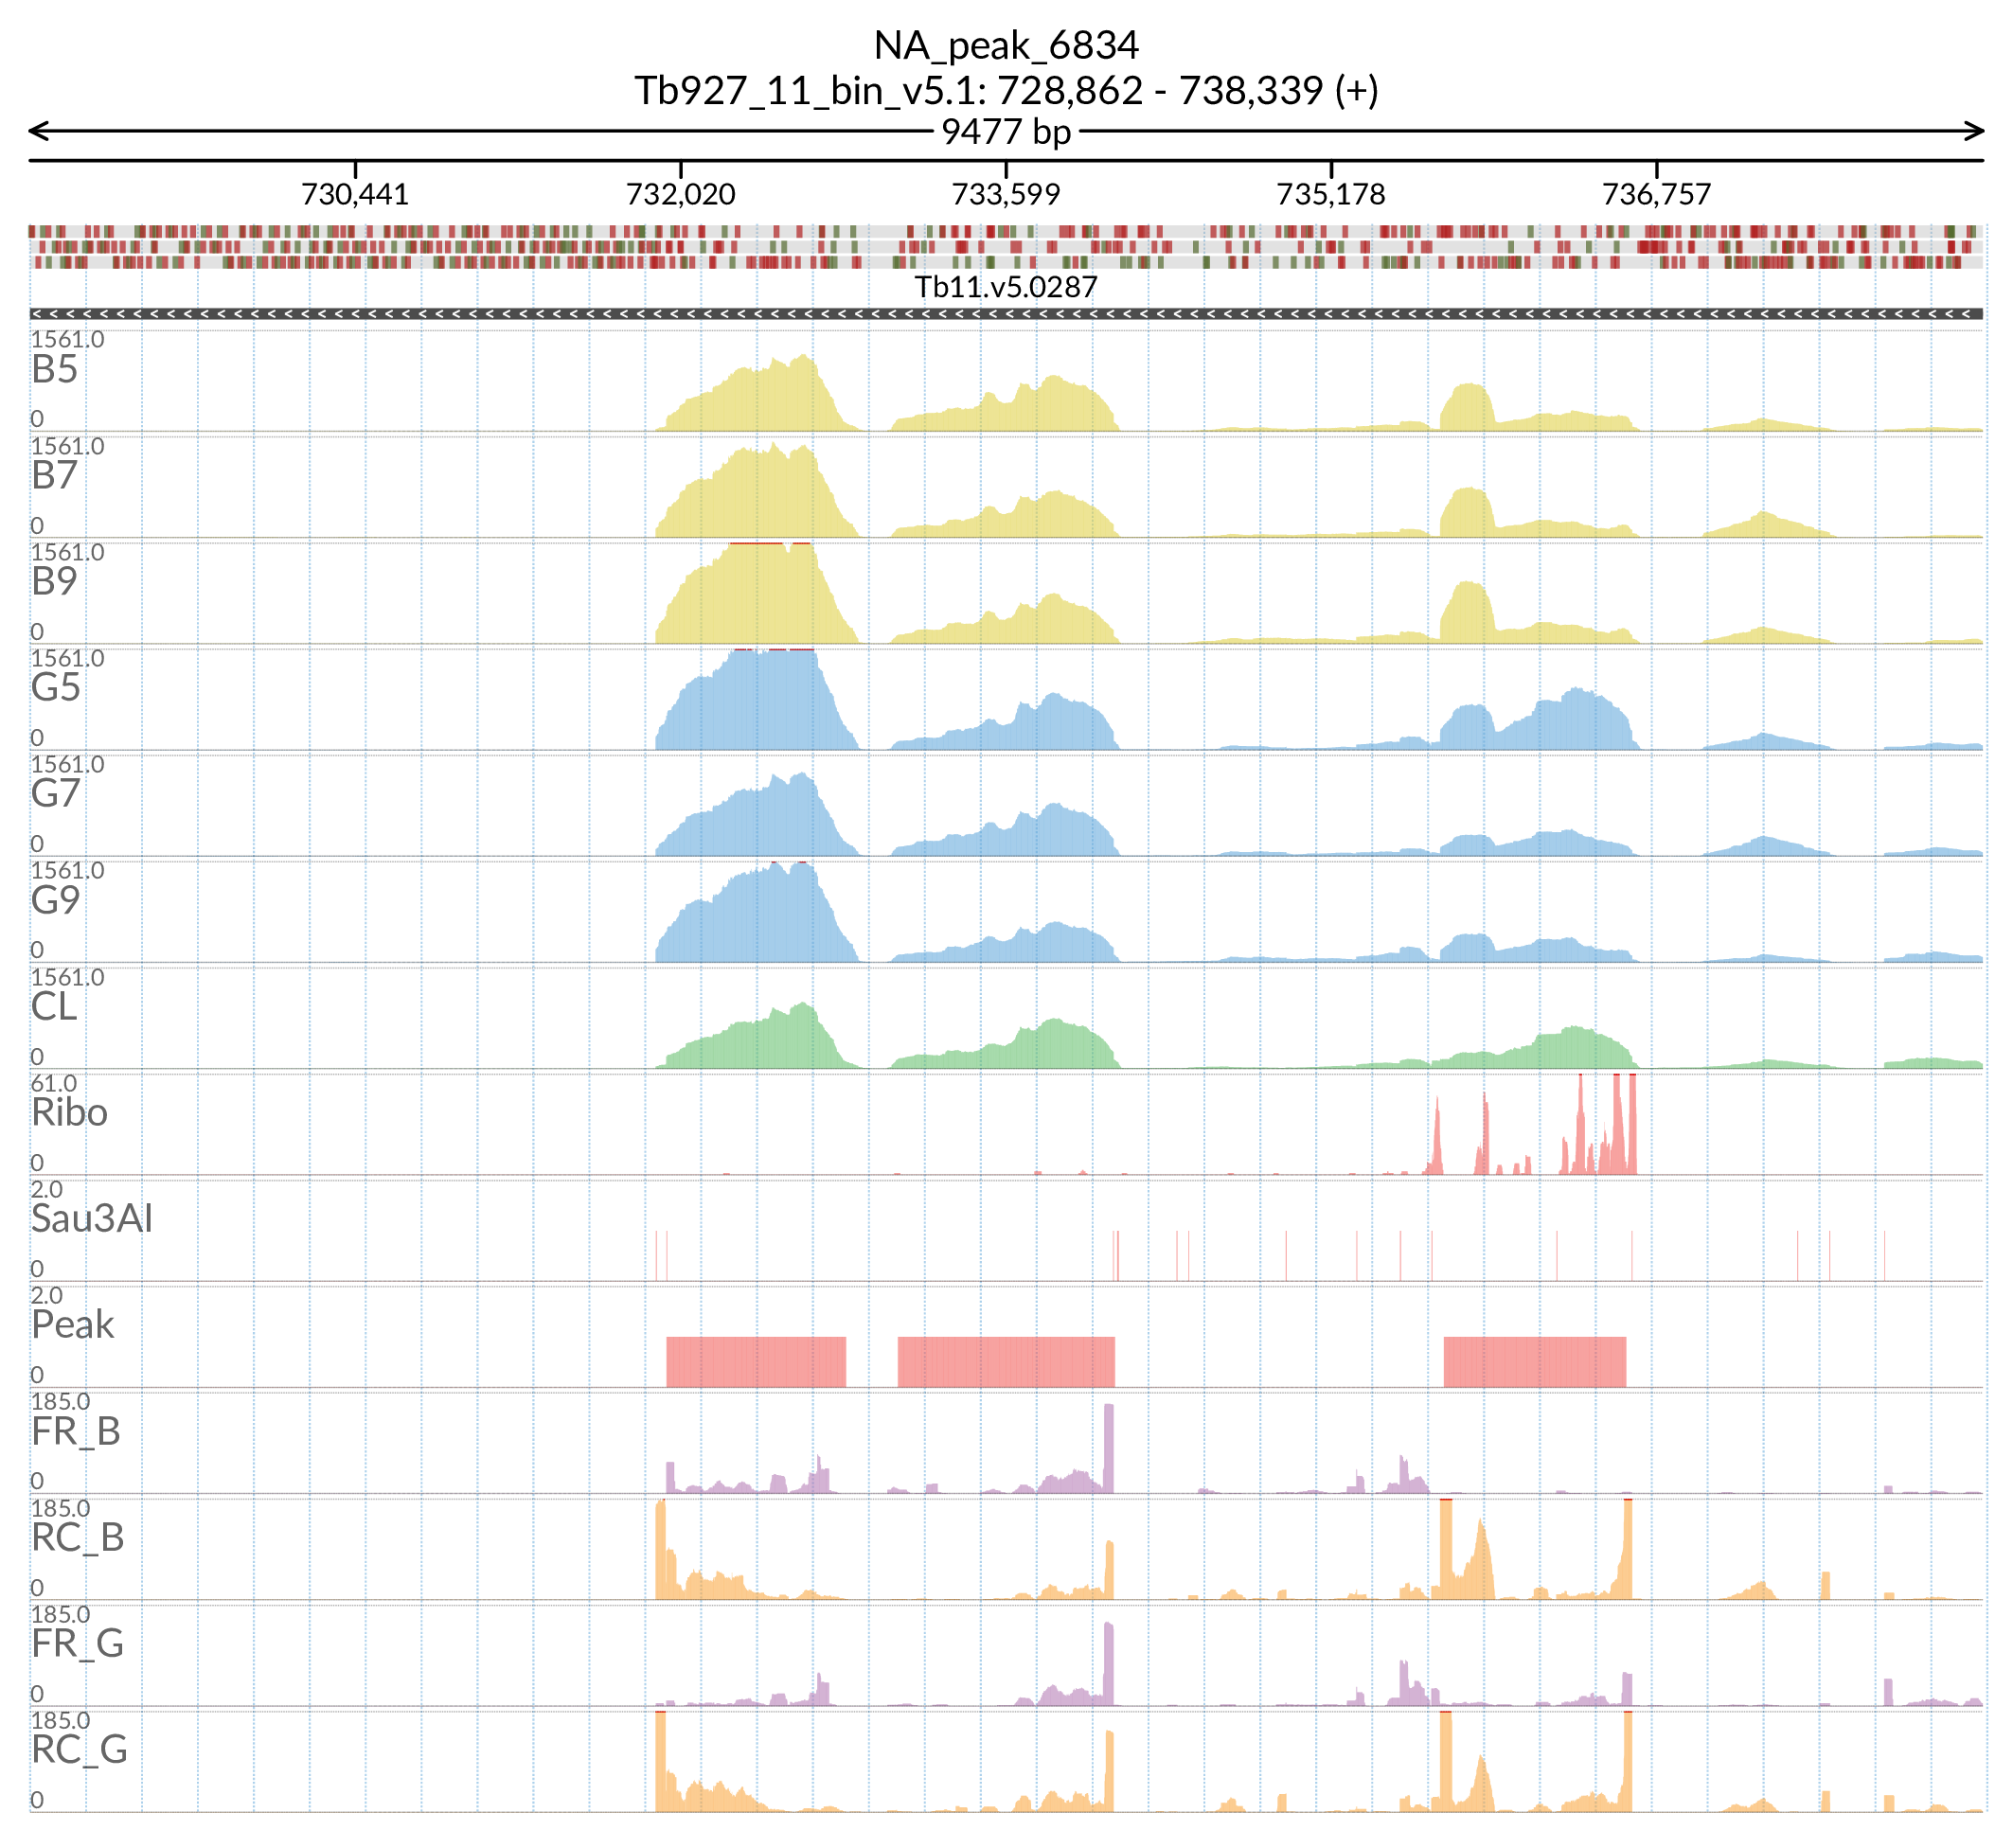 NA_peak_6834
Tb927_11_bin_v5.1: 728,862 - 738,339 (+)
9477 bp
730,441 732,020 733,599 735,178 736,757
Tb11.v5.0287
1561.0
B5
0
1561.0
B7
0
1561.0
B9
0
1561.0
G5
0
1561.0
G7
0
1561.0
G9
0
1561.0
CL
0
61.0
Ribo
0
2.0
Sau3AI
0
2.0
Peak
0
185.0
FR_B
0
185.0
RC_B
0
185.0
FR_G
0
185.0
RC_G
0